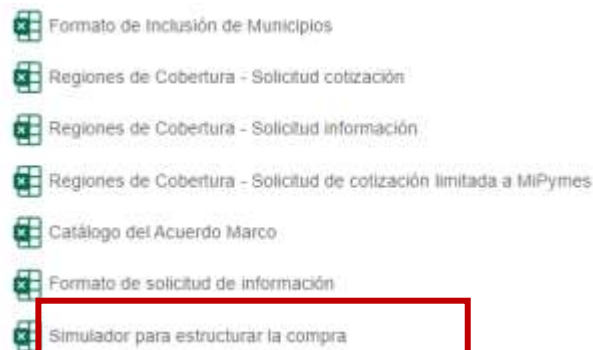 Formato de Inclusión de Municipios
Regiones de Cobertura - Solicitud cotización
Regiones de Cobertura - Solicitud información
Regiones de Cobertura - Solicitud de cotización limitada a MiPymes
Catálogo del Acuerdo Marco
Formato de solicitud de información
Simulador para estructurar la compra